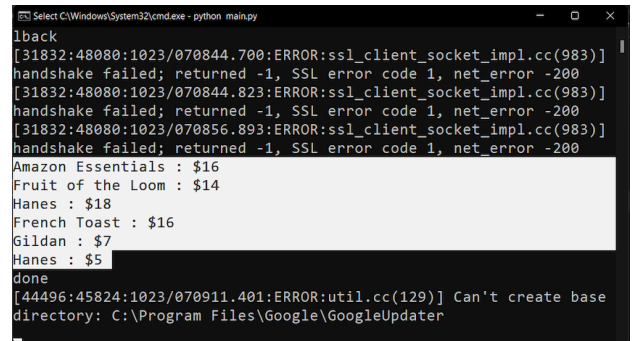 Select C:\Windows\System32\cmd.exe - python main.py
lback
[31832:48080:1023/070844.700:ERROR:ssl_client_socket_impl.cc(983)]
handshake failed; returned -1, SSL error code 1, net_error -200
[31832:48080:1023/070844.823:ERROR:ssl_client_socket_impl.cc(983)]
handshake failed; returned -1, SSL error code 1, net_error -200
[31832:48080:1023/070856.893:ERROR:ssl_client_socket_impl.cc(983)]
handshake failed; returned -1, SSL error code 1, net_error -200
Amazon Essentials : $16
Fruit of the Loom : $14
Hanes : $18
French Toast : $16
Gildan : $7
Hanes : $5
done
[44496:45824:1023/070911.401:ERROR:util.cc(129)] Can't create base
directory: C:\Program Files\Google\GoogleUpdater